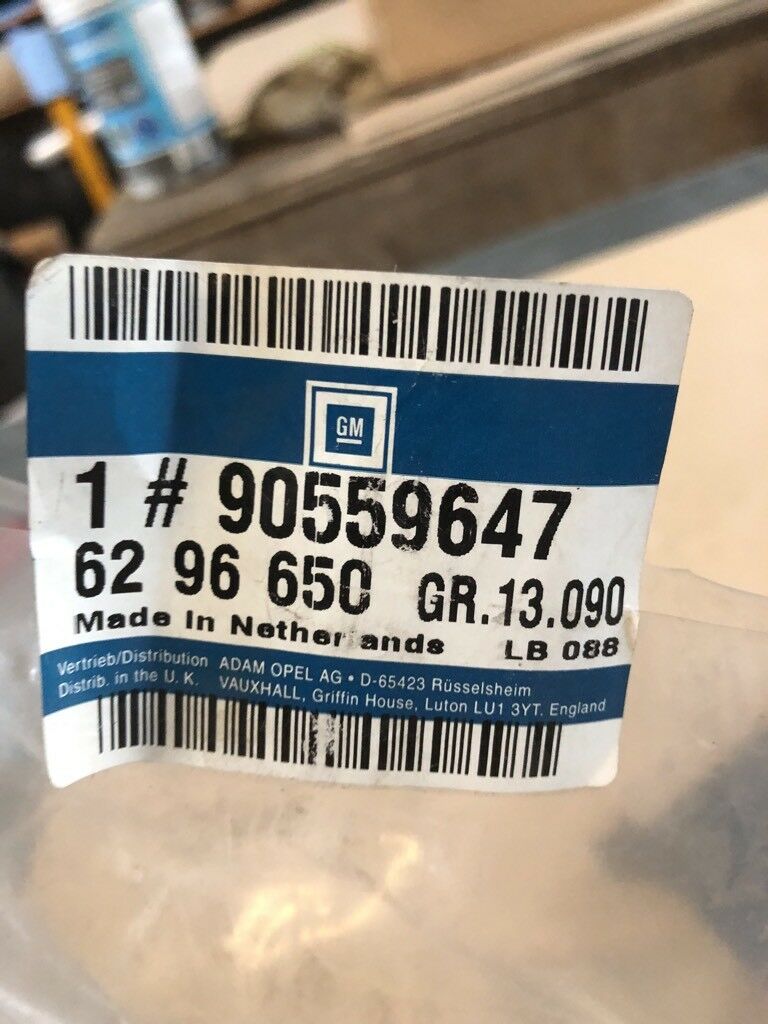 GM
1 # 90559647
62 96 650 GR.13.090
Made In Netherlands LB 088
Vertrieb/Distribution ADAM OPEL AG • D-65423 Rüsselsheim
Distrib. in the U. K. VAUXHALL, Griffin House, Luton LU1 3YT. England